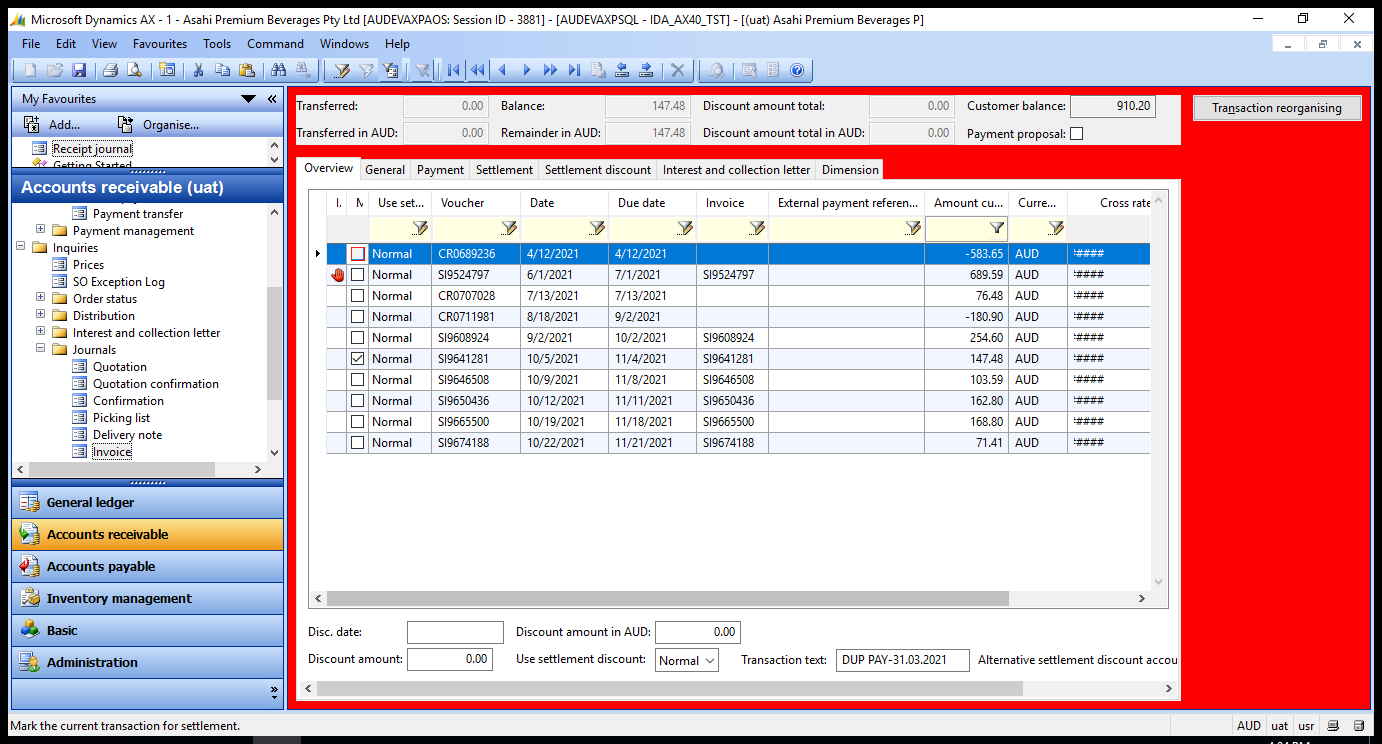 Microsoft Dynamics AX - 1 - Asahi Premium Beverages Pty Ltd [AUDEVAXPAOS: Session ID - 3881] - [AUDEVAXPSQL - IDA_AX40_TST] - [(uat) Asahi Premium Beverages P]
File Edit View Favourites Tools Command Windows Help
My Favourites
Add... Organise...
Receipt journal
Getting Started
Accounts receivable (uat)
Payment transfer
Payment management
Inquiries
Prices
SO Exception Log
Order status
Distribution
Interest and collection letter
Journals
Quotation
Quotation confirmation
Confirmation
Picking list
Delivery note
Invoice
General ledger
Accounts receivable
Accounts payable
Inventory management
Basic
Administration
Transferred: 0.00 Balance: 147.48 Discount amount total: 0.00 Customer balance: 910.20
Transferred in AUD: 0.00 Remainder in AUD: 147.48 Discount amount total in AUD: 0.00 Payment proposal:
Transaction reorganising
Overview General Payment Settlement Settlement discount Interest and collection letter Dimension
I. M Use set... Voucher Date Due date Invoice External payment referen... Amount cu... Curre... Cross rate
Normal CR0689236 4/12/2021 4/12/2021 -583.65 AUD ####
Normal SI9524797 6/1/2021 7/1/2021 SI9524797 689.59 AUD ####
Normal CR0707028 7/13/2021 7/13/2021 76.48 AUD ####
Normal CR0711981 8/18/2021 9/2/2021 -180.90 AUD ####
Normal SI9608924 9/2/2021 10/2/2021 SI9608924 254.60 AUD ####
Normal SI9641281 10/5/2021 11/4/2021 SI9641281 147.48 AUD ####
Normal SI9646508 10/9/2021 11/8/2021 SI9646508 103.59 AUD ####
Normal SI9650436 10/12/2021 11/11/2021 SI9650436 162.80 AUD ####
Normal SI9665500 10/19/2021 11/18/2021 SI9665500 168.80 AUD ####
Normal SI9674188 10/22/2021 11/21/2021 SI9674188 71.41 AUD ####
Disc. date: Discount amount in AUD: 0.00
Discount amount: 0.00 Use settlement discount: Normal Transaction text: DUP PAY-31.03.2021 Alternative settlement discount accou
Mark the current transaction for settlement. AUD uat usr